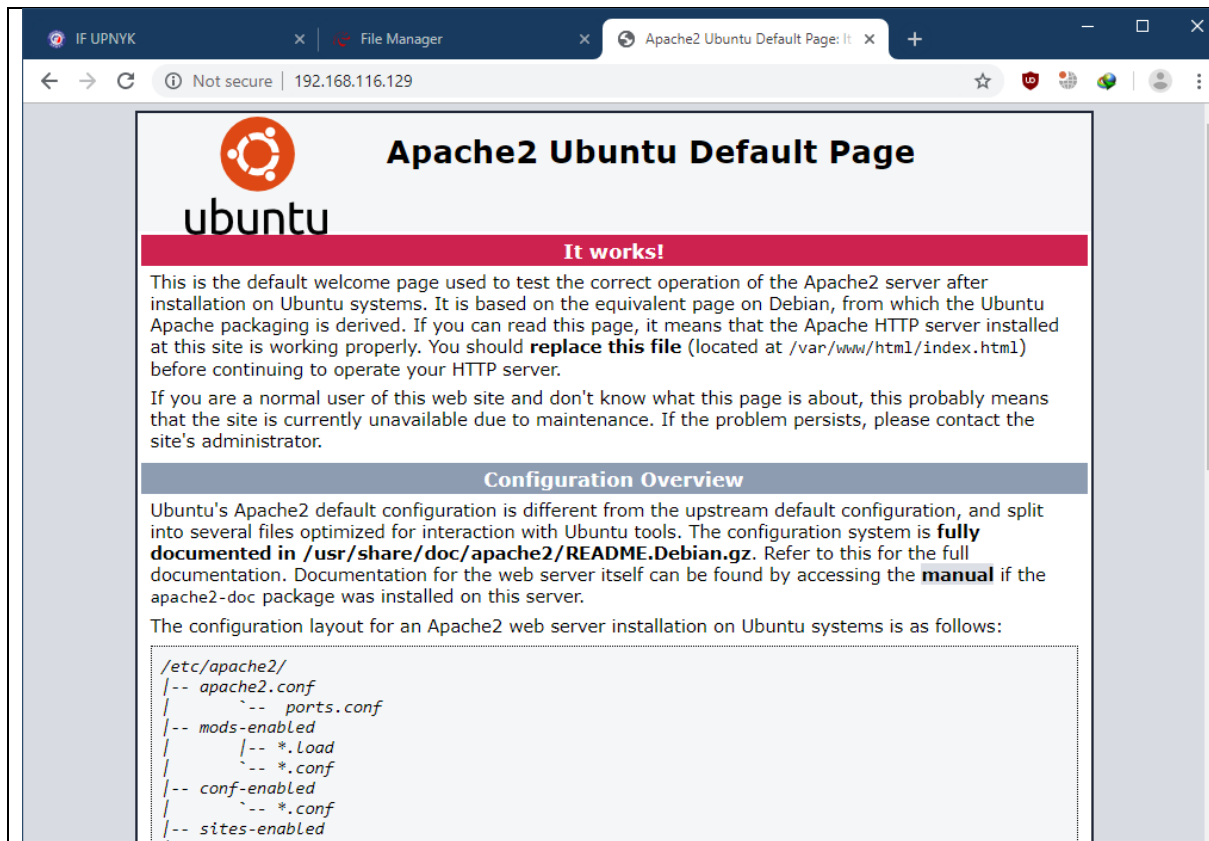 IF UPNYK
File Manager
Apache2 Ubuntu Default Page: It
Not secure | 192.168.116.129
ubuntu
Apache2 Ubuntu Default Page
It works!
This is the default welcome page used to test the correct operation of the Apache2 server after
installation on Ubuntu systems. It is based on the equivalent page on Debian, from which the Ubuntu
Apache packaging is derived. If you can read this page, it means that the Apache HTTP server installed
at this site is working properly. You should replace this file (located at /var/www/html/index.html)
before continuing to operate your HTTP server.
If you are a normal user of this web site and don't know what this page is about, this probably means
that the site is currently unavailable due to maintenance. If the problem persists, please contact the
site's administrator.
Configuration Overview
Ubuntu's Apache2 default configuration is different from the upstream default configuration, and split
into several files optimized for interaction with Ubuntu tools. The configuration system is fully
documented in /usr/share/doc/apache2/README.Debian.gz. Refer to this for the full
documentation. Documentation for the web server itself can be found by accessing the manual if the
apache2-doc package was installed on this server.
The configuration layout for an Apache2 web server installation on Ubuntu systems is as follows:
/etc/apache2/
|-- apache2.conf
|       `--  ports.conf
|-- mods-enabled
|       |-- *.load
|       `-- *.conf
|-- conf-enabled
|       `-- *.conf
|-- sites-enabled